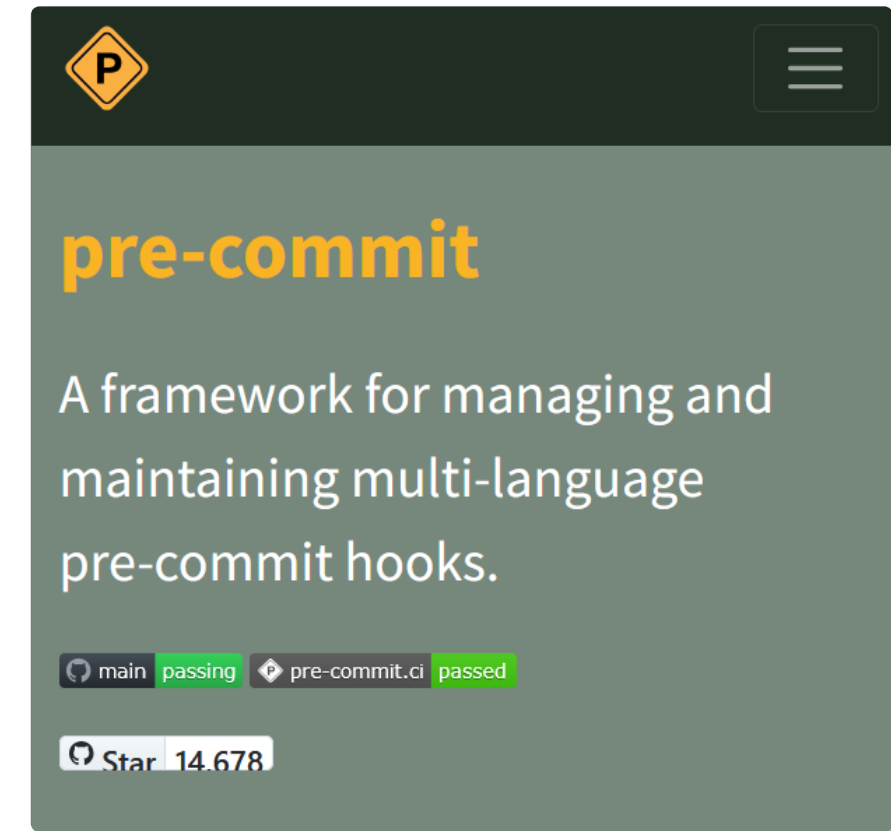 P
pre-commit
A framework for managing and
maintaining multi-language
pre-commit hooks.
main passing P pre-commit.ci passed
Star 14,678